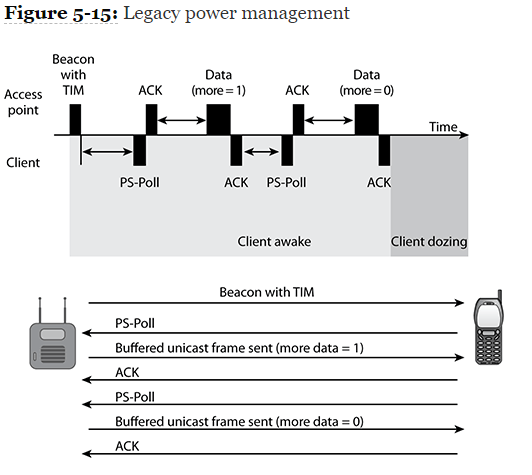 Figure 5-15: Legacy power management
Beacon
with
TIM
ACK
Data
(more = 1)
ACK
Data
(more = 0)
Access
point
Time
Client
PS-Poll
ACK
PS-Poll
ACK
Client awake
Client dozing
Beacon with TIM
PS-Poll
Buffered unicast frame sent (more data = 1)
ACK
PS-Poll
Buffered unicast frame sent (more data = 0)
ACK